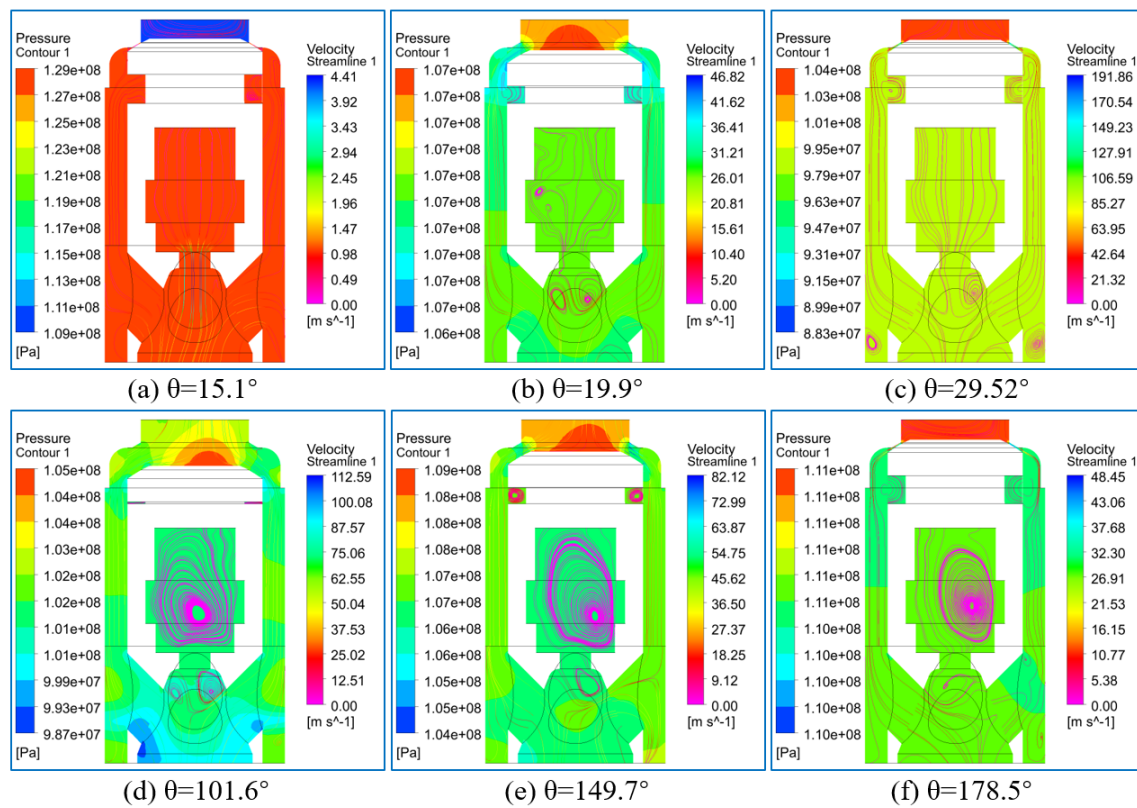 Pressure
Contour 1
1.29e+08
1.27e+08
1.25e+08
1.23e+08
1.21e+08
1.19e+08
1.17e+08
1.15e+08
1.13e+08
1.11e+08
1.09e+08
[Pa]
Velocity
Streamline 1
4.41
3.92
3.43
2.94
2.45
1.96
1.47
0.98
0.49
0.00
[m s^-1]
(a) θ=15.1°
Pressure
Contour 1
1.07e+08
1.07e+08
1.07e+08
1.07e+08
1.07e+08
1.07e+08
1.07e+08
1.07e+08
1.07e+08
1.07e+08
1.06e+08
[Pa]
Velocity
Streamline 1
46.82
41.62
36.41
31.21
26.01
20.81
15.61
10.40
5.20
0.00
[m s^-1]
(b) θ=19.9°
Pressure
Contour 1
1.04e+08
1.03e+08
1.01e+08
9.95e+07
9.79e+07
9.63e+07
9.47e+07
9.31e+07
9.15e+07
8.99e+07
8.83e+07
[Pa]
Velocity
Streamline 1
191.86
170.54
149.23
127.91
106.59
85.27
63.95
42.64
21.32
0.00
[m s^-1]
(c) θ=29.52°
Pressure
Contour 1
1.05e+08
1.04e+08
1.04e+08
1.03e+08
1.02e+08
1.02e+08
1.01e+08
1.01e+08
9.99e+07
9.93e+07
9.87e+07
[Pa]
Velocity
Streamline 1
112.59
100.08
87.57
75.06
62.55
50.04
37.53
25.02
12.51
0.00
[m s^-1]
(d) θ=101.6°
Pressure
Contour 1
1.09e+08
1.08e+08
1.08e+08
1.07e+08
1.07e+08
1.06e+08
1.06e+08
1.05e+08
1.05e+08
1.04e+08
[Pa]
Velocity
Streamline 1
82.12
72.99
63.87
54.75
45.62
36.50
27.37
18.25
9.12
0.00
[m s^-1]
(e) θ=149.7°
Pressure
Contour 1
1.11e+08
1.11e+08
1.11e+08
1.11e+08
1.11e+08
1.10e+08
1.10e+08
1.10e+08
1.10e+08
1.10e+08
[Pa]
Velocity
Streamline 1
48.45
43.06
37.68
32.30
26.91
21.53
16.15
10.77
5.38
0.00
[m s^-1]
(f) θ=178.5°